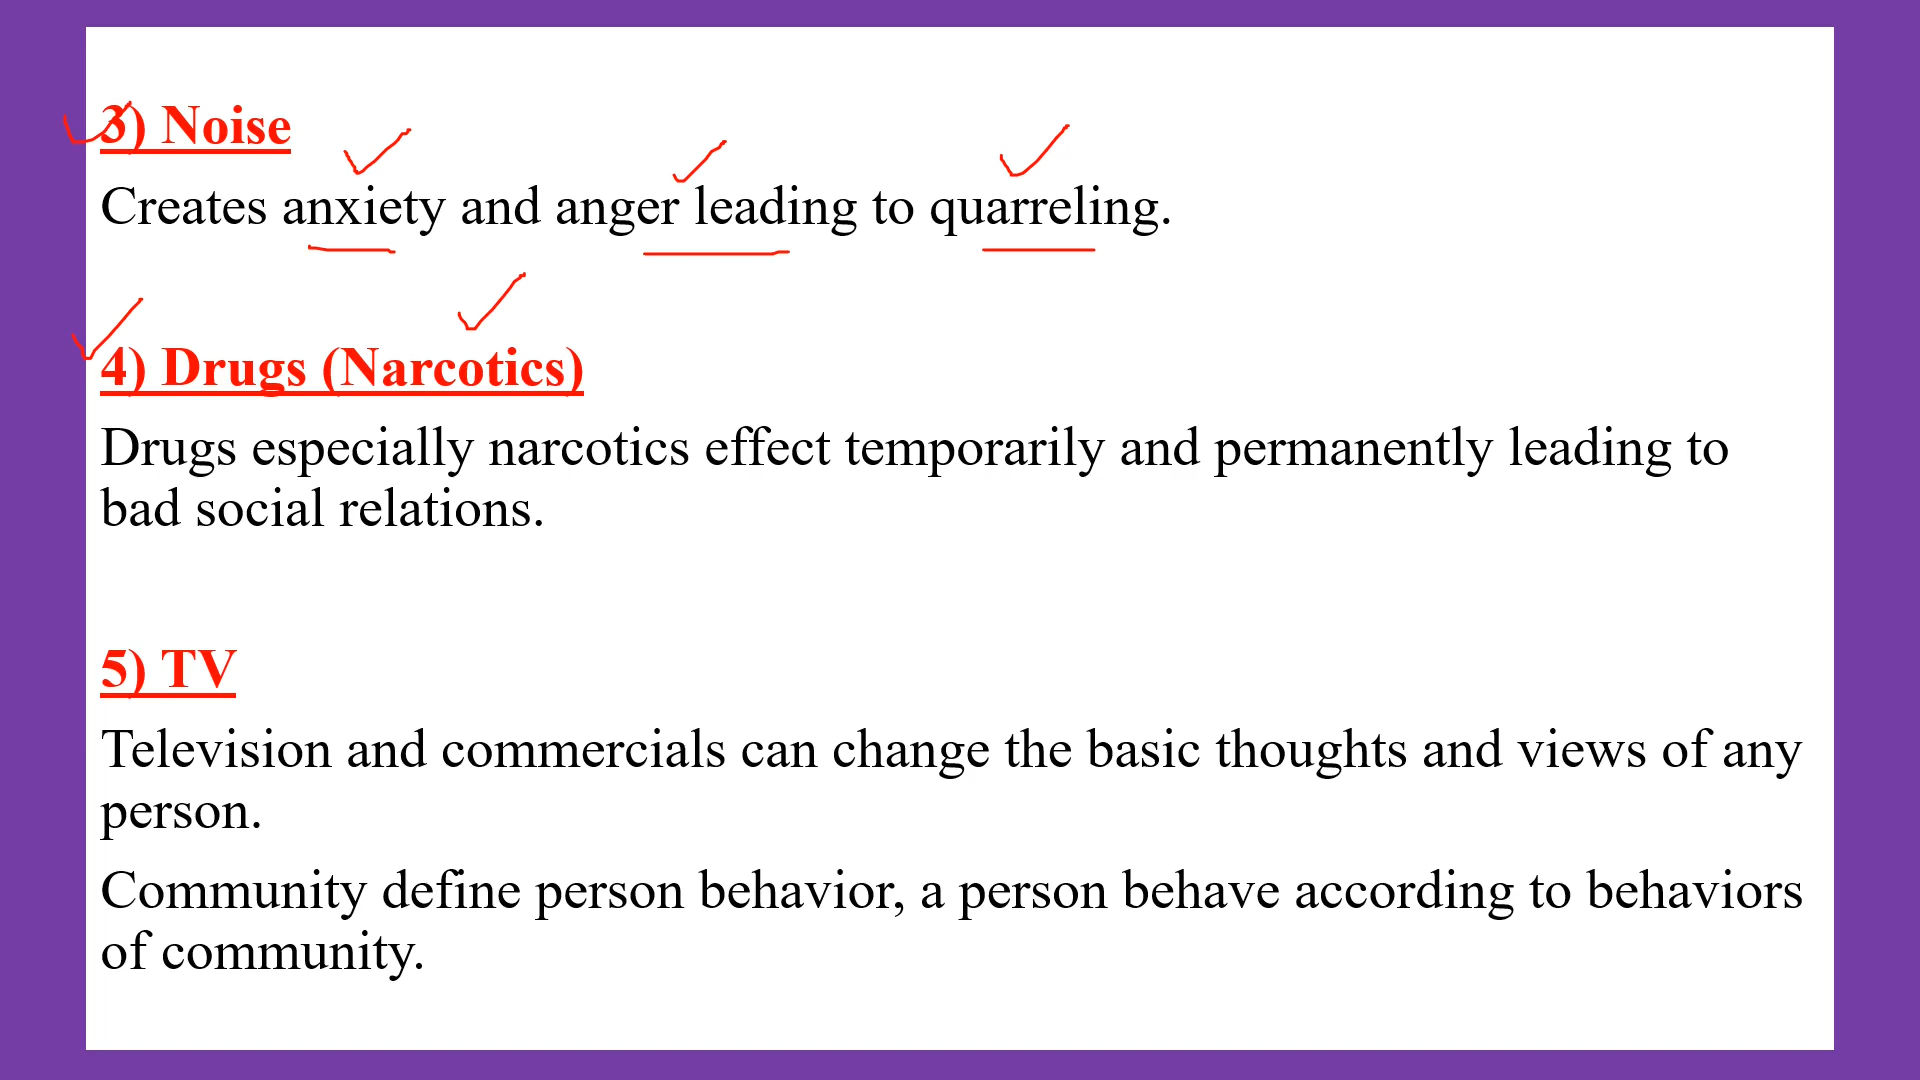 3) Noise
Creates anxiety and anger leading to quarreling.
4) Drugs (Narcotics)
Drugs especially narcotics effect temporarily and permanently leading to
bad social relations.
5) TV
Television and commercials can change the basic thoughts and views of any
person.
Community define person behavior, a person behave according to behaviors
of community.